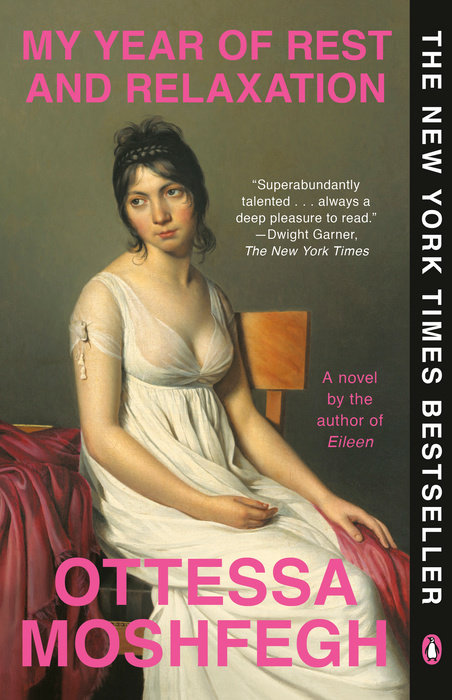 MY YEAR OF REST
AND RELAXATION
“Superabundantly
talented . . . always a
deep pleasure to read.”
—Dwight Garner,
The New York Times
A novel
by the
author of
Eileen
OTTESSA
MOSHFEGH
THE NEW YORK TIMES BESTSELLER